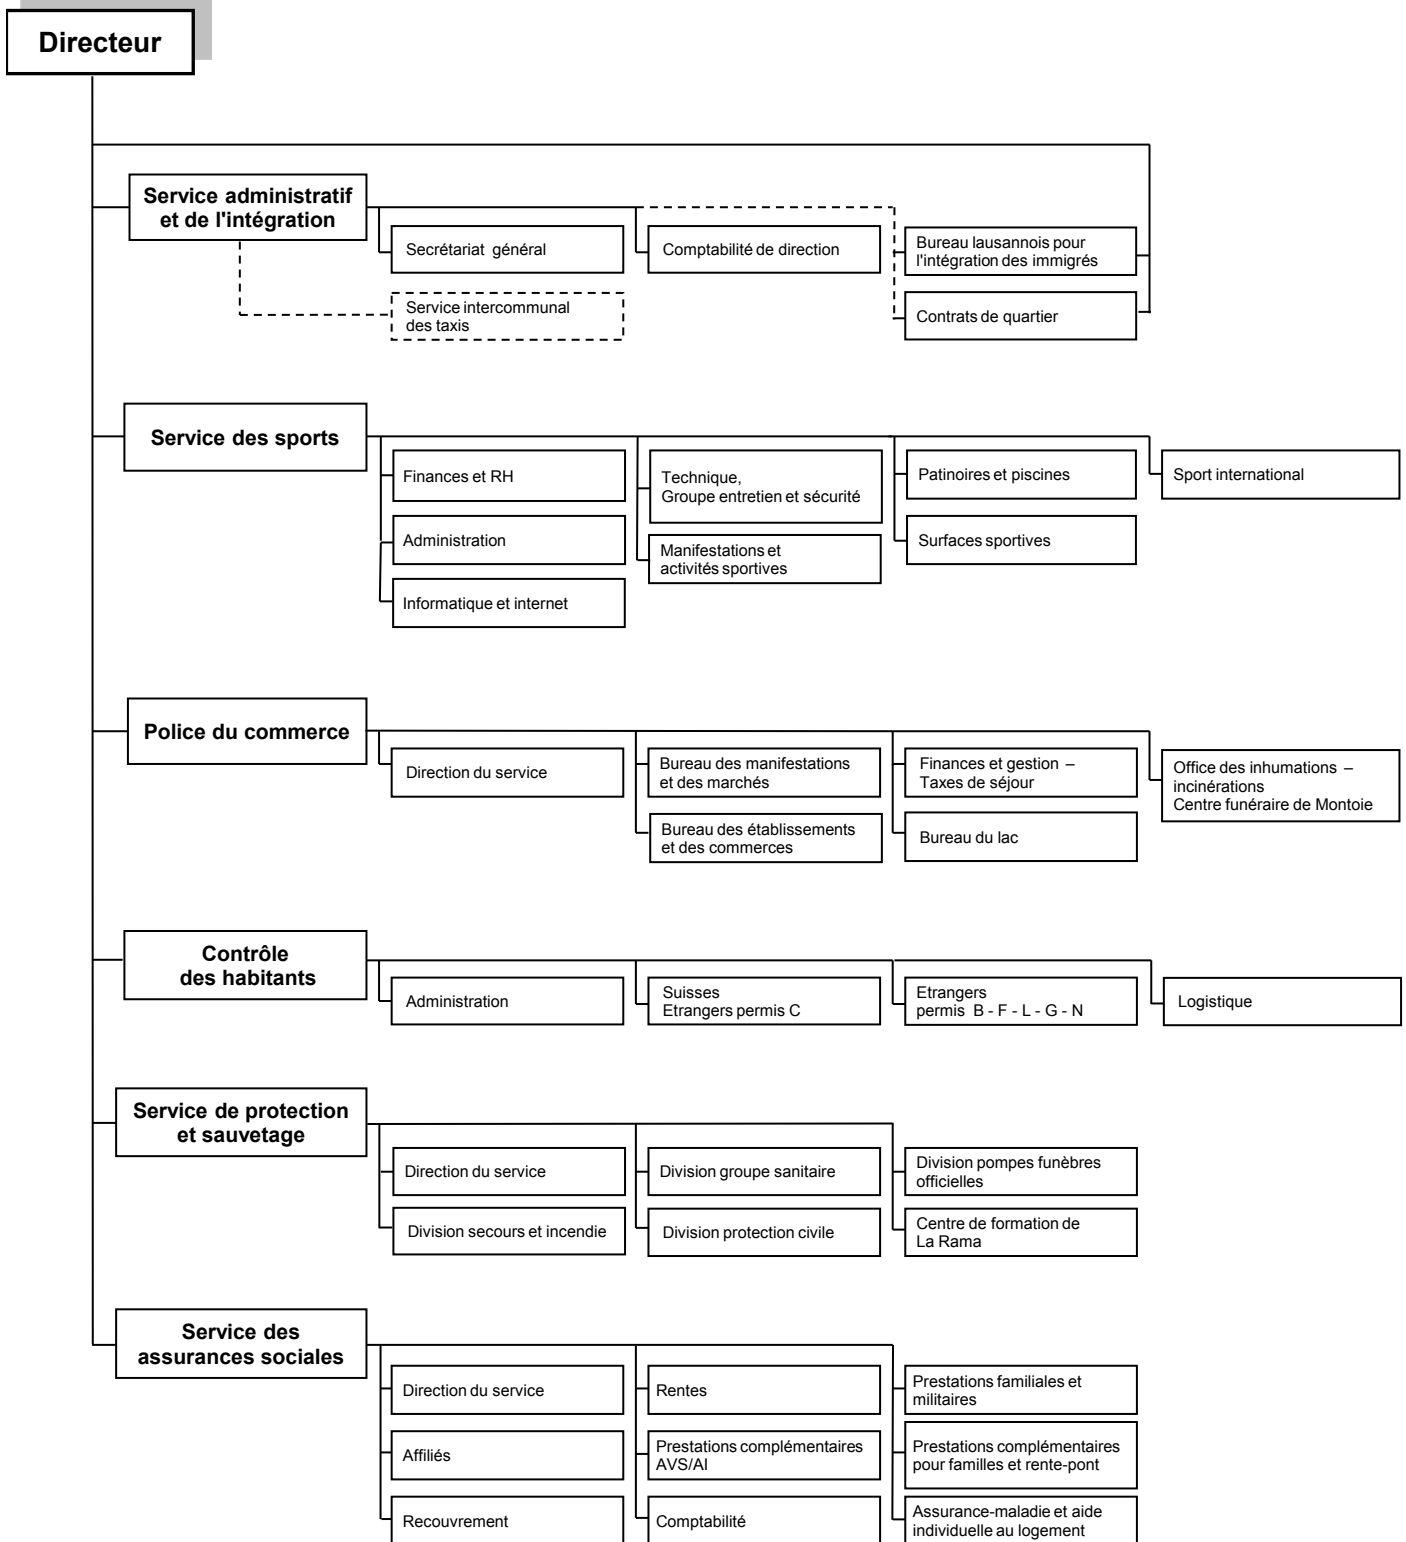 Directeur
Service administratif
et de l'intégration
Secrétariat général
Comptabilité de direction
Bureau lausannois pour
l'intégration des immigrés
Service intercommunal
des taxis
Contrats de quartier
Service des sports
Finances et RH
Technique,
Groupe entretien et sécurité
Patinoires et piscines
Sport international
Administration
Manifestations et
activités sportives
Surfaces sportives
Informatique et internet
Police du commerce
Direction du service
Bureau des manifestations
et des marchés
Finances et gestion –
Taxes de séjour
Office des inhumations –
incinérations
Centre funéraire de Montoie
Bureau des établissements
et des commerces
Bureau du lac
Contrôle
des habitants
Administration
Suisses
Etrangers permis C
Etrangers
permis B - F - L - G - N
Logistique
Service de protection
et sauvetage
Direction du service
Division groupe sanitaire
Division pompes funèbres
officielles
Division secours et incendie
Division protection civile
Centre de formation de
La Rama
Service des
assurances sociales
Direction du service
Rentes
Prestations familiales et
militaires
Affiliés
Prestations complémentaires
AVS/AI
Prestations complémentaires
pour familles et rente-pont
Recouvrement
Comptabilité
Assurance-maladie et aide
individuelle au logement